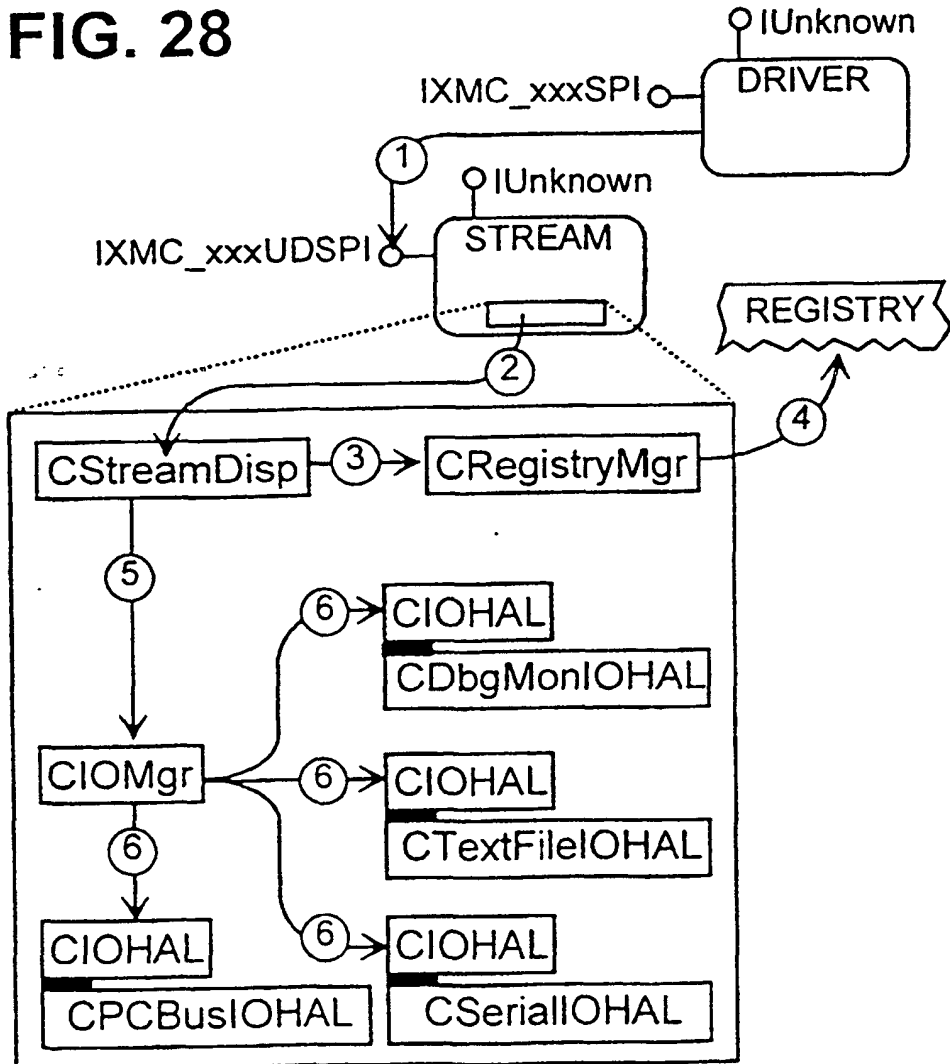 FIG. 28
IUnknown
DRIVER
IXMC_xxxSPI
1
IUnknown
STREAM
IXMC_xxxUDSPI
REGISTRY
2
4
CStreamDisp
3
CRegistryMgr
5
6
CIOHAL
CDbgMonIOHAL
CIOMgr
6
CIOHAL
CTextFileIOHAL
6
6
CIOHAL
CPCBusIOHAL
CIOHAL
CSerialIOHAL